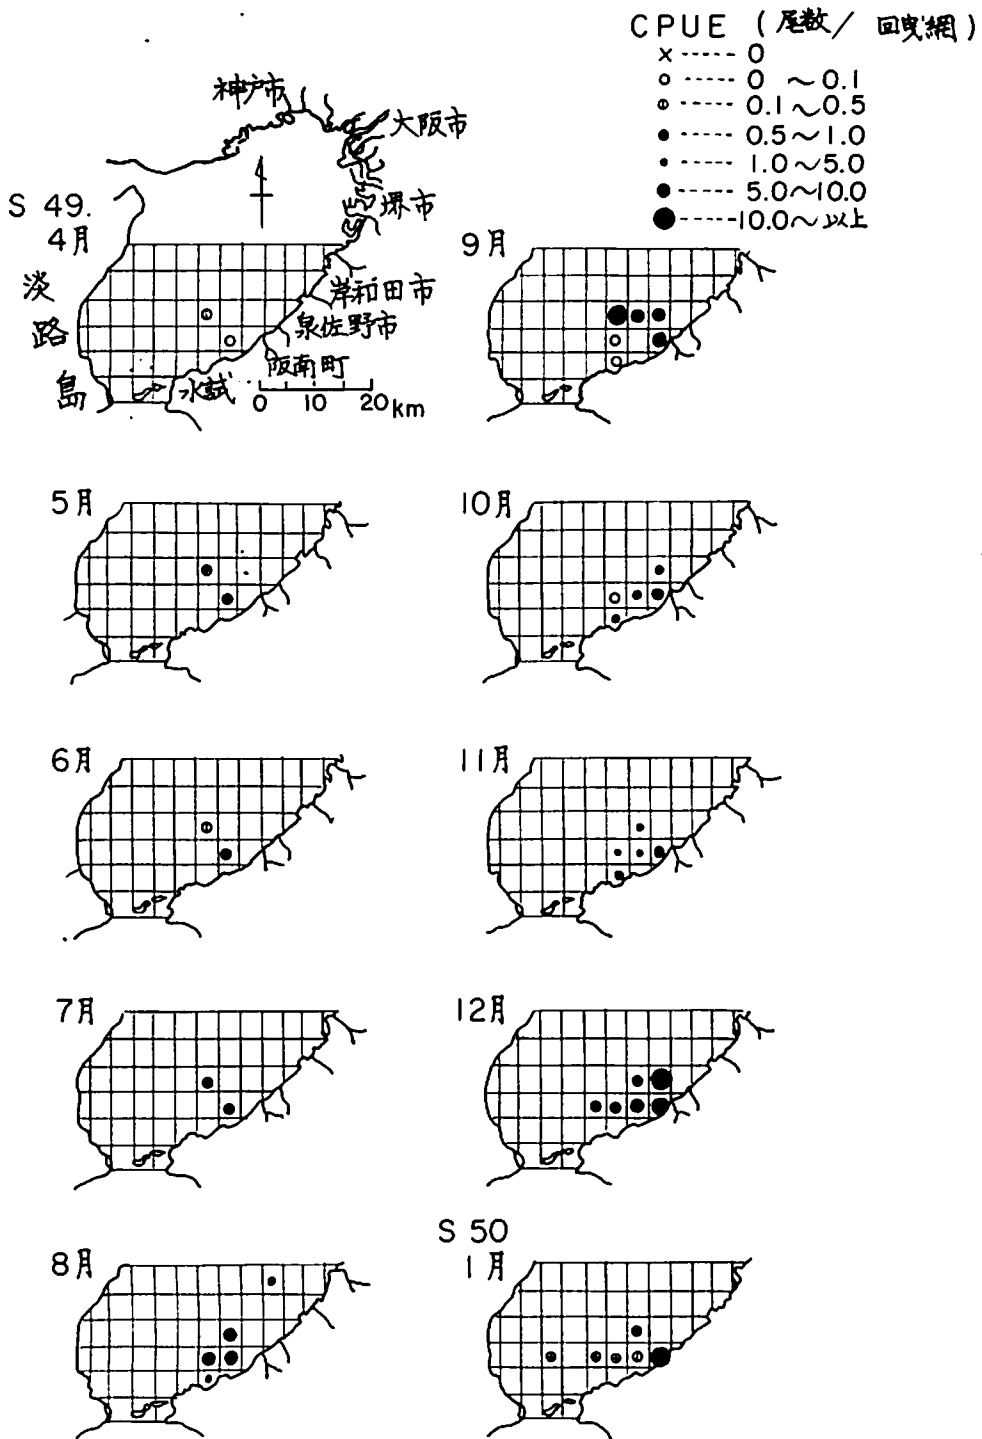 CPUE (尾数/ 回曳網)
× ----- 0
○ ----- 0 ~0.1
----- 0.1~0.5
● ----- 0.5~1.0
● ----- 1.0~5.0
● ----- 5.0~10.0
● ----- 10.0~以上
神戸市
大阪市
堺市
S 49.
4月
淡
路
島
岸和田市
泉佐野市
阪南町
水試
0 10 20km
9月
5月
10月
6月
11月
7月
12月
8月
S 50
1月